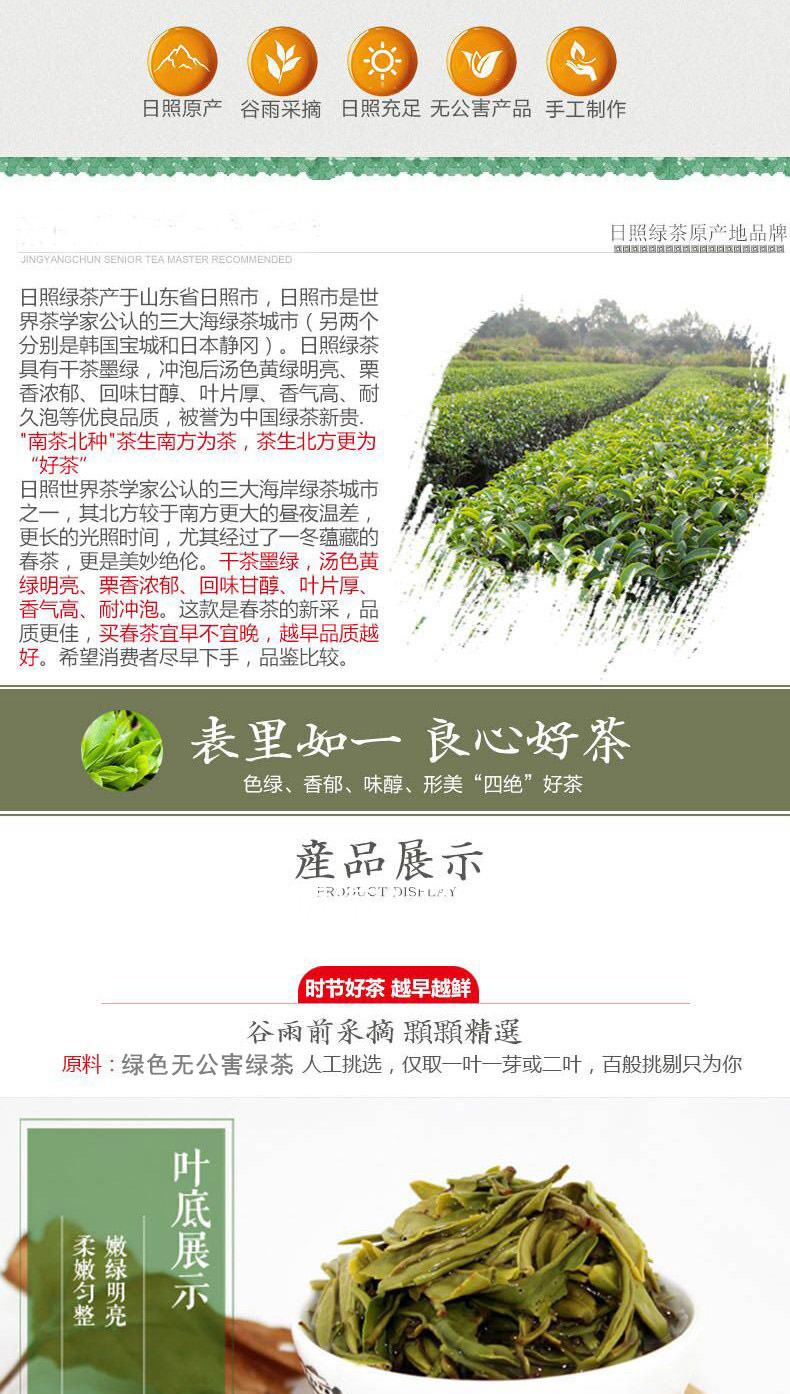 日照原产 谷雨采摘 日照充足 无公害产品 手工制作
日照绿茶原产地品牌
JINGYANGCHUN SENIOR TEA MASTER RECOMMENDED
日照绿茶产于山东省日照市，日照市是世
界茶学家公认的三大海绿茶城市（另两个
分别是韩国宝城和日本静冈）。日照绿茶
具有干茶墨绿，冲泡后汤色黄绿明亮、栗
香浓郁、回味甘醇、叶片厚、香气高、耐
久泡等优良品质，被誉为中国绿茶新贵.
"南茶北种"茶生南方为茶，茶生北方更为
“好茶”
日照世界茶学家公认的三大海岸绿茶城市
之一，其北方较于南方更大的昼夜温差，
更长的光照时间，尤其经过了一冬蕴藏的
春茶，更是美妙绝伦。干茶墨绿，汤色黄
绿明亮、栗香浓郁、回味甘醇、叶片厚、
香气高、耐冲泡。这款是春茶的新采，品
质更佳，买春茶宜早不宜晚，越早品质越
好。希望消费者尽早下手，品鉴比较。
表里如一 良心好茶
色绿、香郁、味醇、形美“四绝”好茶
産品展示
PRODUCT DISPLAY
时节好茶 越早越鲜
谷雨前采摘 顆顆精選
原料：绿色无公害绿茶 人工挑选，仅取一叶一芽或二叶，百般挑剔只为你
叶底展示
嫩绿明亮
柔嫩匀整